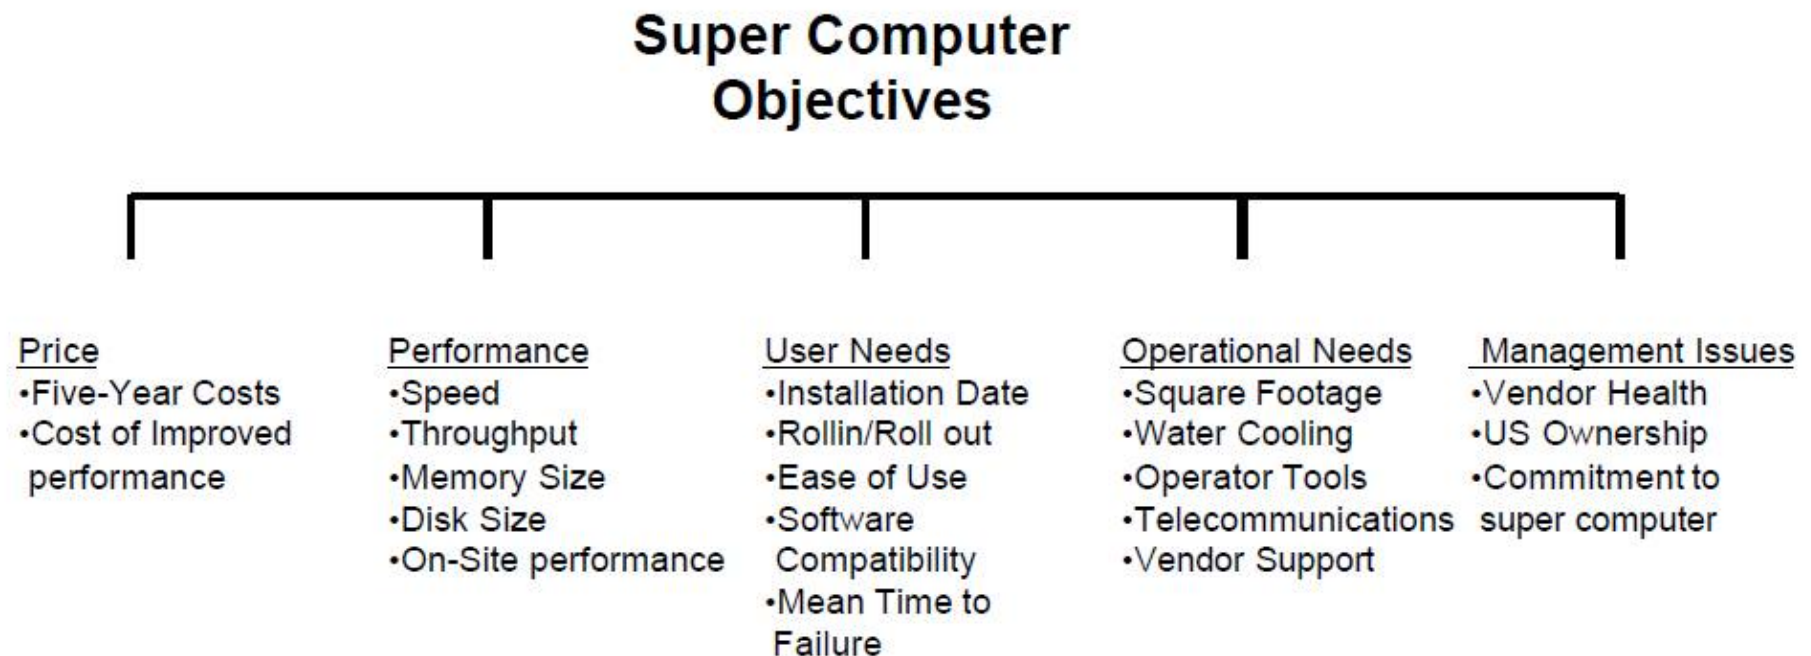 Super Computer
Objectives
Price
•Five-Year Costs
•Cost of Improved
performance
Performance
•Speed
•Throughput
•Memory Size
•Disk Size
•On-Site performance
User Needs
•Installation Date
•Rollin/Roll out
•Ease of Use
•Software
Compatibility
•Mean Time to
Failure
Operational Needs
•Square Footage
•Water Cooling
•Operator Tools
•Telecommunications
•Vendor Support
Management Issues
•Vendor Health
•US Ownership
•Commitment to
super computer